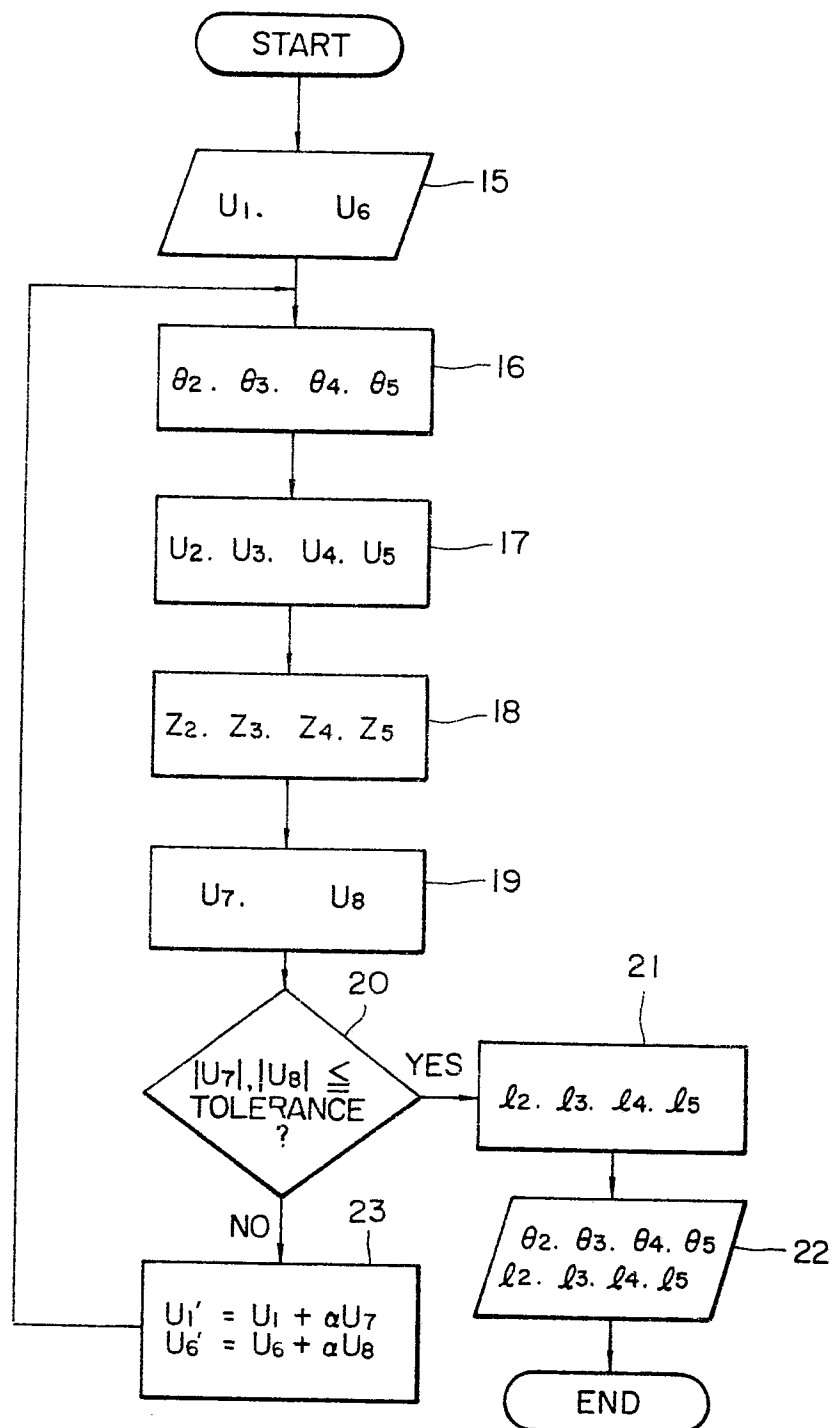 START
U1. U6
15
θ2. θ3. θ4. θ5
16
U2. U3. U4. U5
17
Z2. Z3. Z4. Z5
18
U7. U8
19
20
|U7|,|U8| ≦
TOLERANCE
?
YES
21
ℓ2. ℓ3. ℓ4. ℓ5
NO
22
θ2. θ3. θ4. θ5
ℓ2. ℓ3. ℓ4. ℓ5
23
U1' = U1 + αU7
U6' = U6 + αU8
END